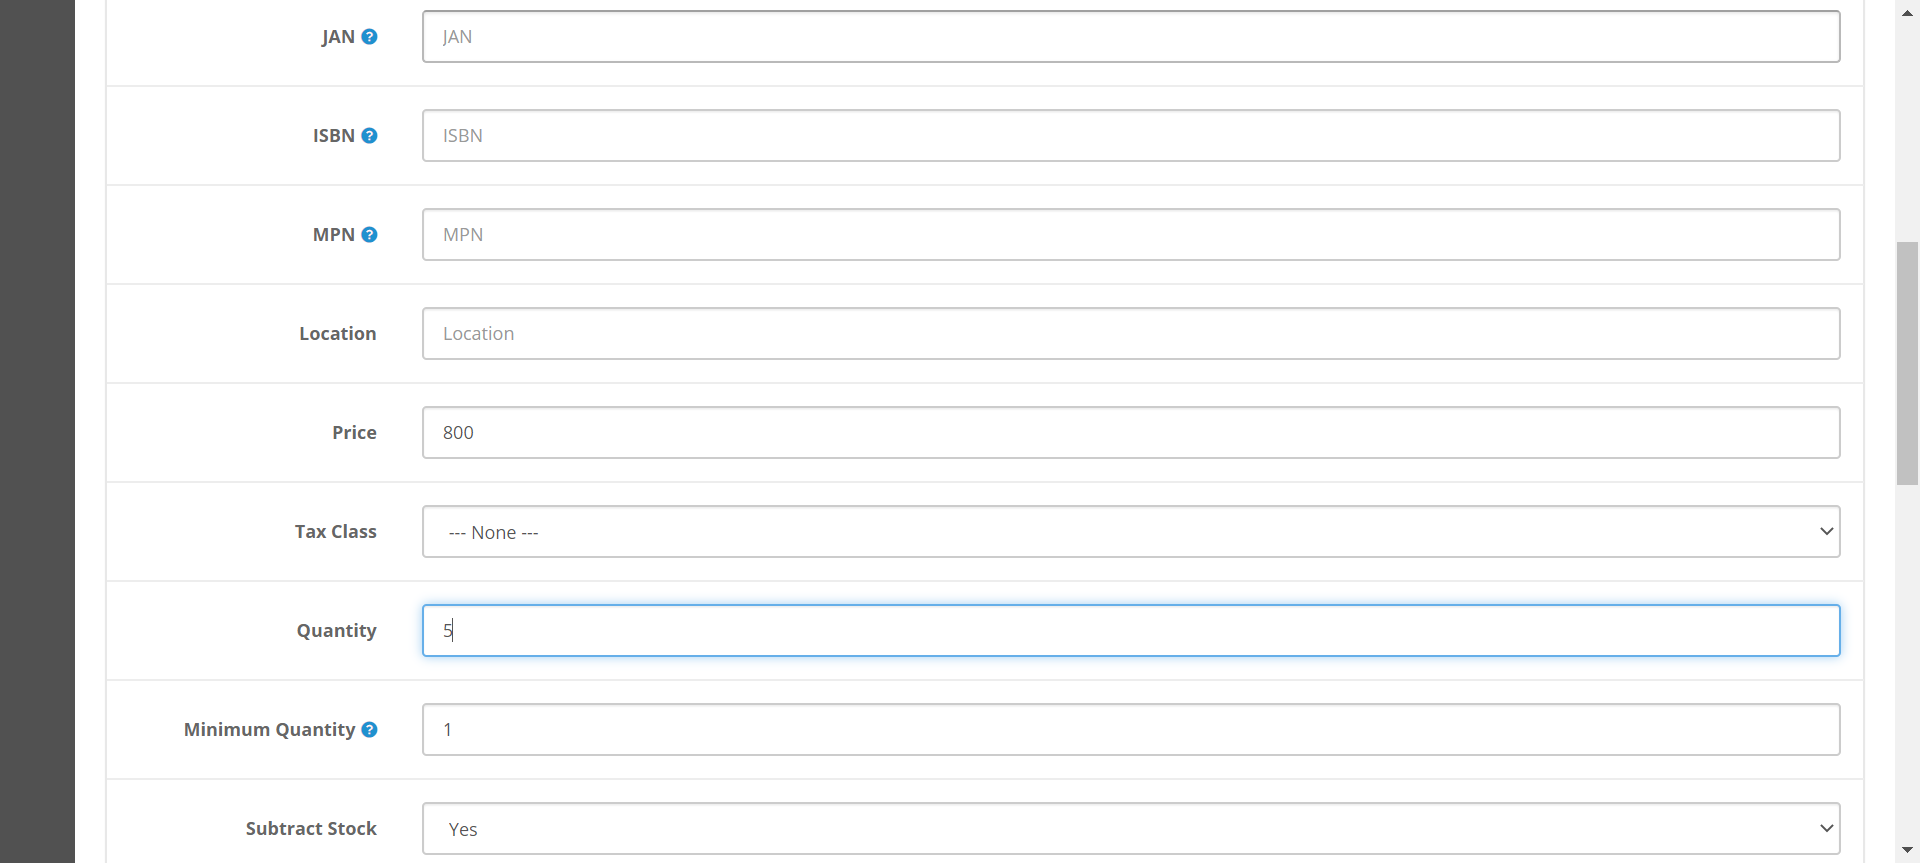 JAN ? JAN
ISBN ? ISBN
MPN ? MPN
Location Location
Price 800
Tax Class --- None ---
Quantity 5
Minimum Quantity ? 1
Subtract Stock Yes